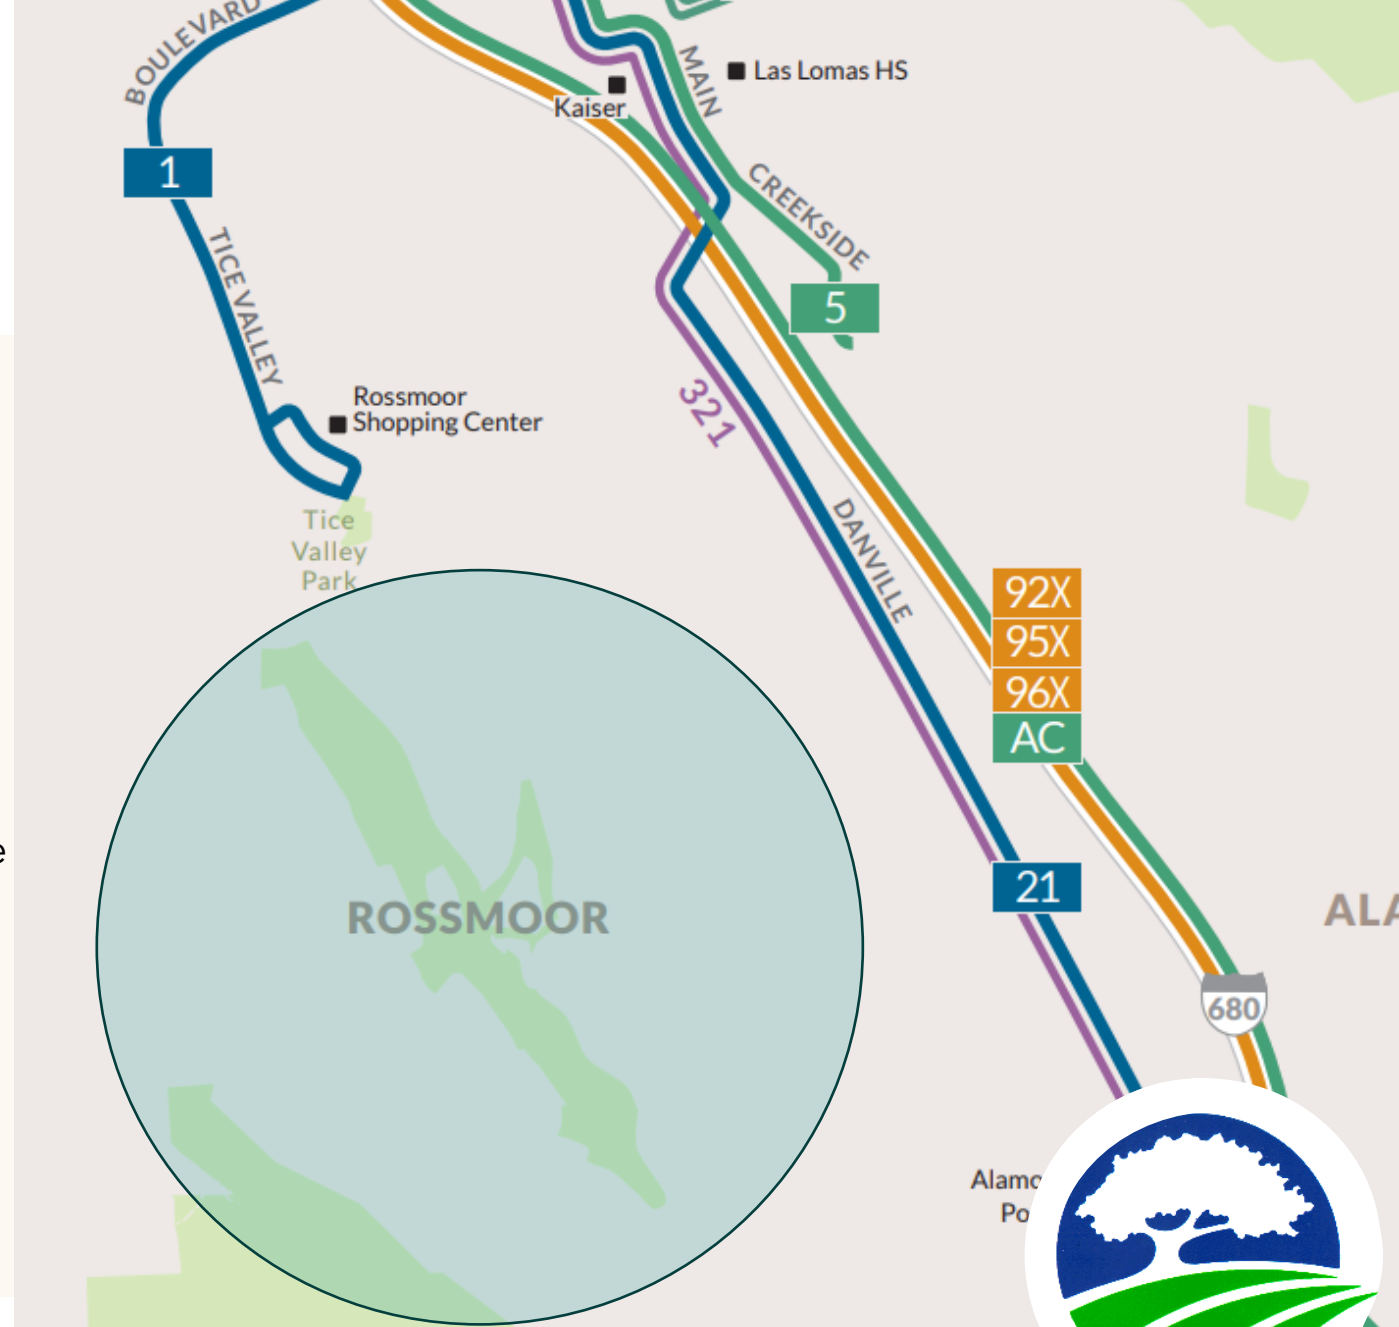 BOULEVARD
MAIN
Las Lomas HS
Kaiser
1
CREEKSIDE
TICE VALLEY
5
321
Rossmoor
Shopping Center
Tice
Valley
Park
DANVILLE
92X
95X
96X
AC
21
ROSSMOOR
680